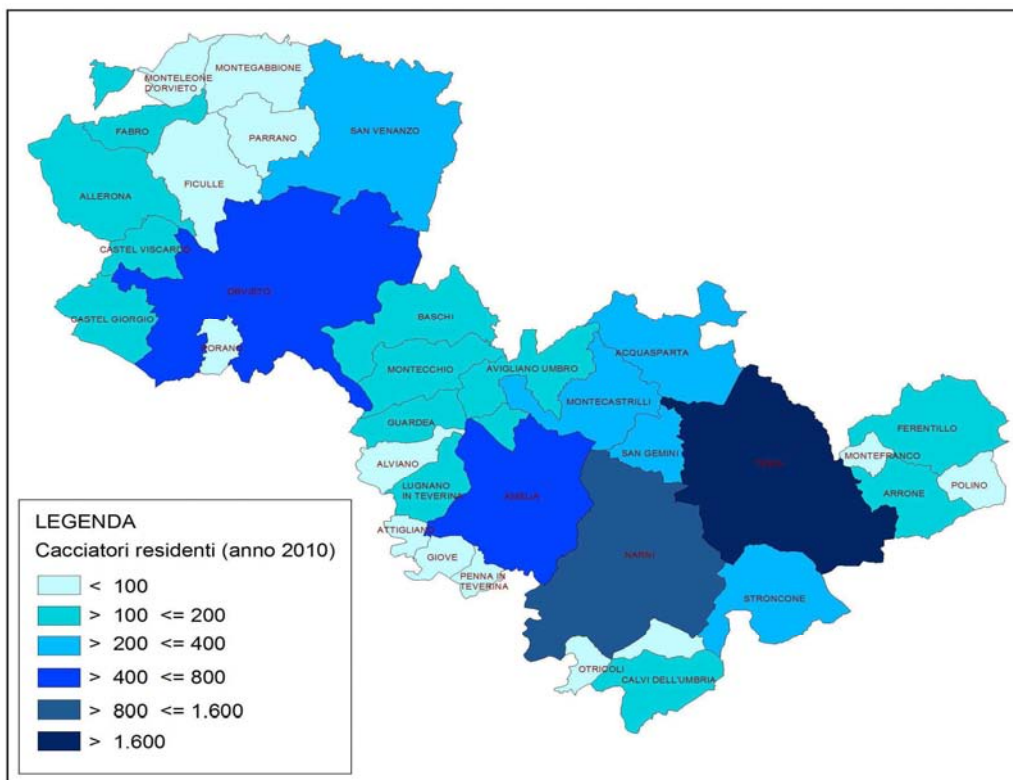 MONTELEONE
D'ORVIETO
MONTEGABBIONE
FABRO
PARRANO
SAN VENANZO
ALLERONA
FICULLE
CASTEL VISCARDO
ORVIETO
CASTEL GIORGIO
PORANO
BASCHI
MONTECCHIO
AVIGLIANO UMBRO
ACQUASPARTA
GUARDEA
MONTECASTRILLI
FERENTILLO
ALVIANO
SAN GEMINI
TERNI
MONTEFRANCO
LUGNANO
IN TEVERINA
AMELIA
ARRONE
POLINO
ATTIGLIANO
GIOVE
PENNA IN
TEVERINA
NARNI
STRONCONE
OTRICOLI
CALVI DELL'UMBRIA
LEGENDA
Cacciatori residenti (anno 2010)
< 100
> 100 <= 200
> 200 <= 400
> 400 <= 800
> 800 <= 1.600
> 1.600